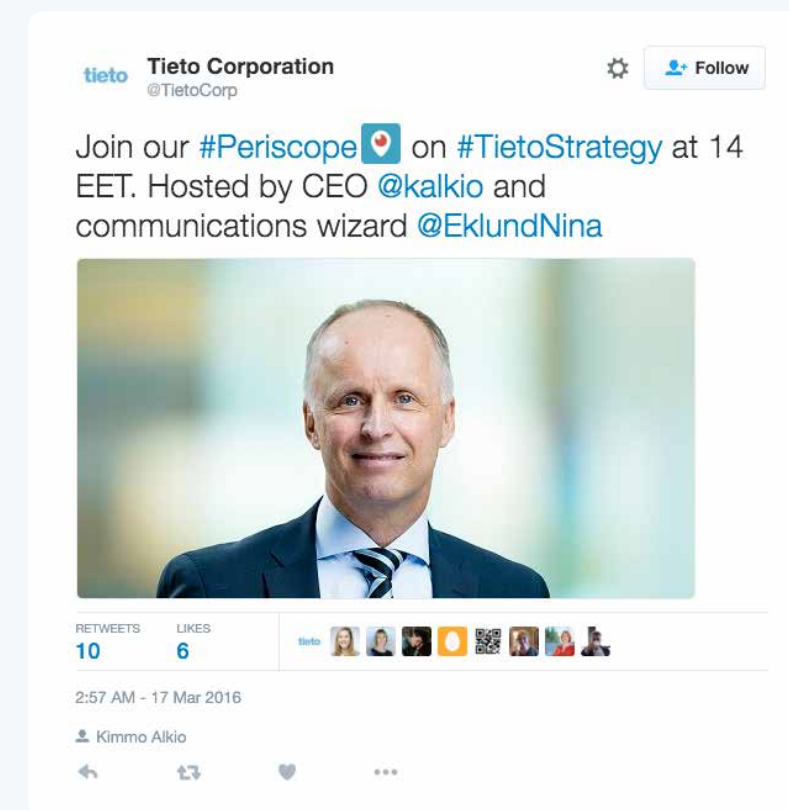 tieto
Tieto Corporation
@TietoCorp
Follow
Join our #Periscope on #TietoStrategy at 14
EET. Hosted by CEO @kalkio and
communications wizard @EklundNina
RETWEETS
LIKES
10
6
tieto
2:57 AM - 17 Mar 2016
Kimmo Alkio